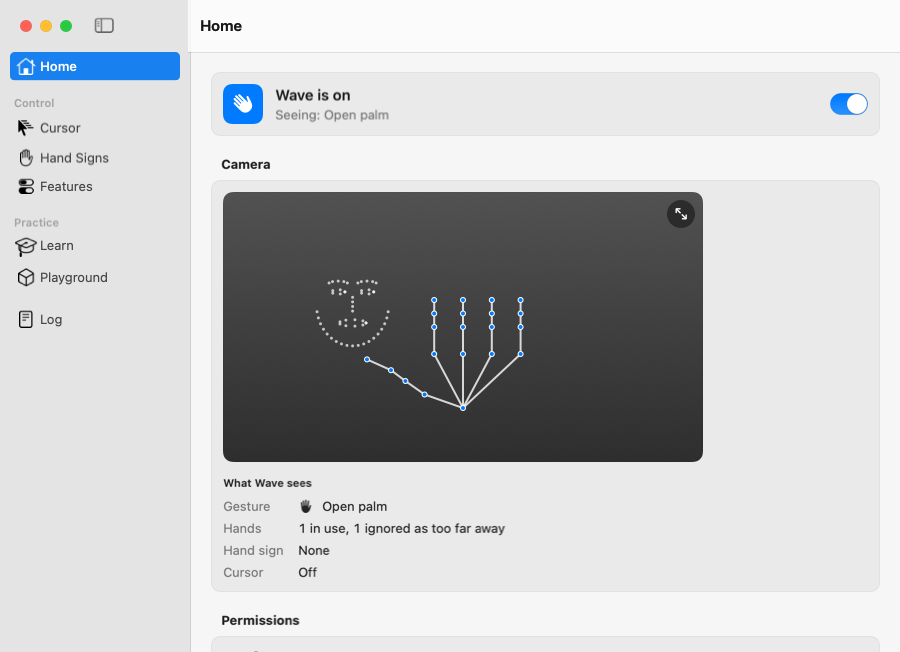 Home
Home
Control
Cursor
Hand Signs
Features
Practice
Learn
Playground
Log
Wave is on
Seeing: Open palm
Camera
What Wave sees
Gesture Open palm
Hands 1 in use, 1 ignored as too far away
Hand sign None
Cursor Off
Permissions